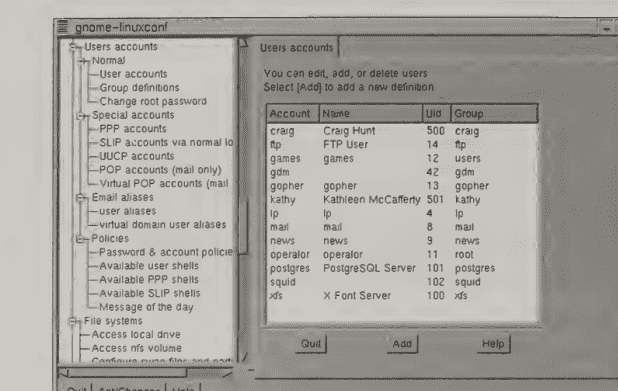 gnome-linuxconf
Users accounts
Normal
User accounts
Group definitions
Change root password
Special accounts
PPP accounts
SLIP accounts via normal lo
UUCP accounts
POP accounts (mail only)
Virtual POP accounts (mail
Email aliases
user aliases
virtual domain user aliases
Policies
Password & account policie
Available user shells
Available PPP shells
Available SLIP shells
Message of the day
File systems
Access local drive
Access nfs volume
Configure swap files and part
Quit Act/Changes Help
Users accounts
You can edit, add, or delete users
Select [Add] to add a new definition
Account Name Uid Group
craig Craig Hunt 500 craig
ftp FTP User 14 ftp
games games 12 users
gdm 42 gdm
gopher gopher 13 gopher
kathy Kathleen McCafferty 501 kathy
lp lp 4 lp
mail mail 8 mail
news news 9 news
operator operator 11 root
postgres PostgreSQL Server 101 postgres
squid 102 squid
xfs X Font Server 100 xfs
Quit Add Help